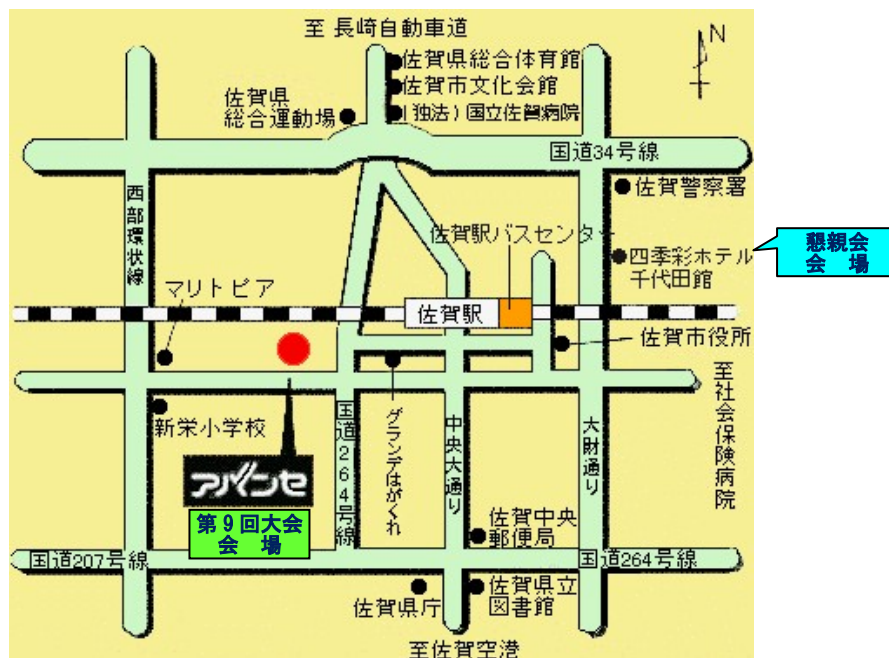 至 長崎自動車道
N
佐賀県総合体育館
佐賀市文化会館
(独法)国立佐賀病院
佐賀県
総合運動場
国道34号線
佐賀警察署
西部環状線
佐賀駅バスセンター
四季彩ホテル
千代田館
懇親会
会 場
マリトピア
佐賀駅
佐賀市役所
至社会保険病院
新栄小学校
国道264号線
グランデはがくれ
中央大通り
大財通り
アバンセ
第9回大会
会 場
佐賀中央
郵便局
国道207号線
国道264号線
佐賀県庁
佐賀県立
図書館
至佐賀空港